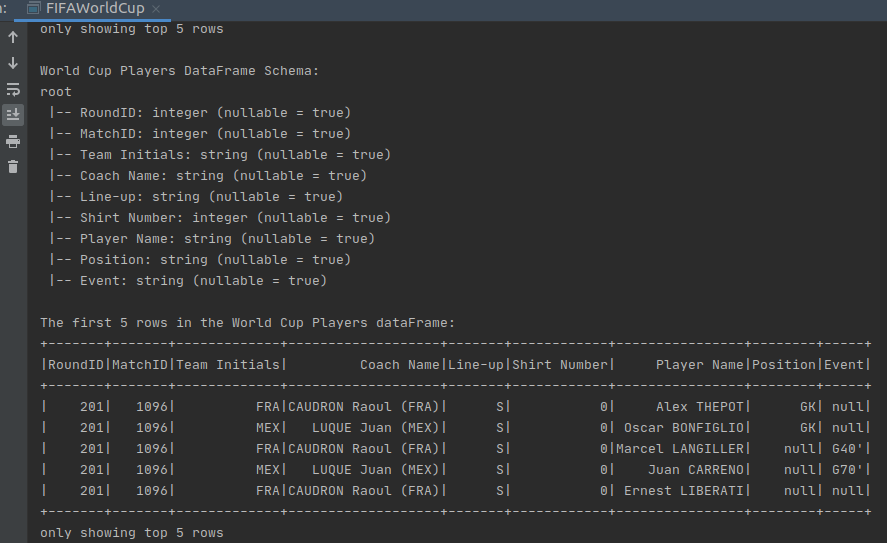 : FIFAWorldCup ×
only showing top 5 rows
World Cup Players DataFrame Schema:
root
 |-- RoundID: integer (nullable = true)
 |-- MatchID: integer (nullable = true)
 |-- Team Initials: string (nullable = true)
 |-- Coach Name: string (nullable = true)
 |-- Line-up: string (nullable = true)
 |-- Shirt Number: integer (nullable = true)
 |-- Player Name: string (nullable = true)
 |-- Position: string (nullable = true)
 |-- Event: string (nullable = true)
The first 5 rows in the World Cup Players dataFrame:
+-------+-------+-------------+-------------------+-------+------------+----------------+--------+-----+
|RoundID|MatchID|Team Initials|         Coach Name|Line-up|Shirt Number|     Player Name|Position|Event|
+-------+-------+-------------+-------------------+-------+------------+----------------+--------+-----+
|    201|   1096|          FRA|CAUDRON Raoul (FRA)|      S|           0|     Alex THEPOT|      GK| null|
|    201|   1096|          MEX|   LUQUE Juan (MEX)|      S|           0| Oscar BONFIGLIO|      GK| null|
|    201|   1096|          FRA|CAUDRON Raoul (FRA)|      S|           0|Marcel LANGILLER|    null| G40'|
|    201|   1096|          MEX|   LUQUE Juan (MEX)|      S|           0|    Juan CARRENO|    null| G70'|
|    201|   1096|          FRA|CAUDRON Raoul (FRA)|      S|           0| Ernest LIBERATI|    null| null|
+-------+-------+-------------+-------------------+-------+------------+----------------+--------+-----+
only showing top 5 rows